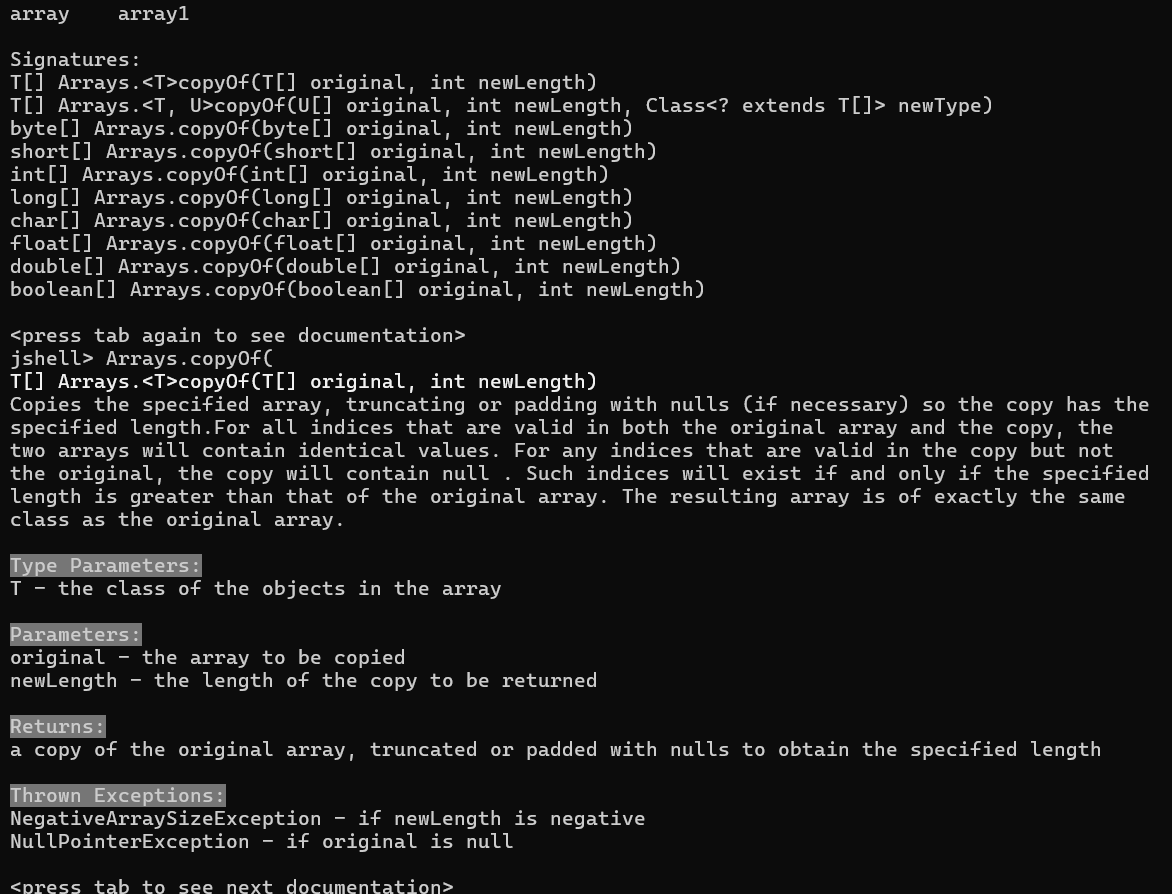 array    array1
Signatures:
T[] Arrays.<T>copyOf(T[] original, int newLength)
T[] Arrays.<T, U>copyOf(U[] original, int newLength, Class<? extends T[]> newType)
byte[] Arrays.copyOf(byte[] original, int newLength)
short[] Arrays.copyOf(short[] original, int newLength)
int[] Arrays.copyOf(int[] original, int newLength)
long[] Arrays.copyOf(long[] original, int newLength)
char[] Arrays.copyOf(char[] original, int newLength)
float[] Arrays.copyOf(float[] original, int newLength)
double[] Arrays.copyOf(double[] original, int newLength)
boolean[] Arrays.copyOf(boolean[] original, int newLength)
<press tab again to see documentation>
jshell> Arrays.copyOf(
T[] Arrays.<T>copyOf(T[] original, int newLength)
Copies the specified array, truncating or padding with nulls (if necessary) so the copy has the
specified length.For all indices that are valid in both the original array and the copy, the
two arrays will contain identical values. For any indices that are valid in the copy but not
the original, the copy will contain null . Such indices will exist if and only if the specified
length is greater than that of the original array. The resulting array is of exactly the same
class as the original array.
Type Parameters:
T - the class of the objects in the array
Parameters:
original - the array to be copied
newLength - the length of the copy to be returned
Returns:
a copy of the original array, truncated or padded with nulls to obtain the specified length
Thrown Exceptions:
NegativeArraySizeException - if newLength is negative
NullPointerException - if original is null
<press tab to see next documentation>